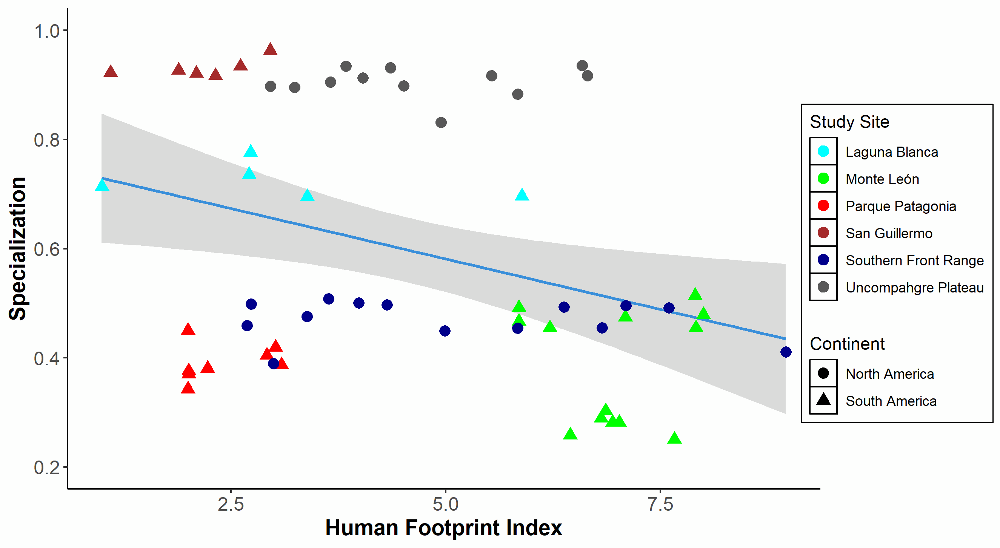 1.0
0.8
0.6
0.4
0.2
Specialization
2.5 5.0 7.5
Human Footprint Index
Study Site
Laguna Blanca
Monte León
Parque Patagonia
San Guillermo
Southern Front Range
Uncompahgre Plateau
Continent
North America
South America